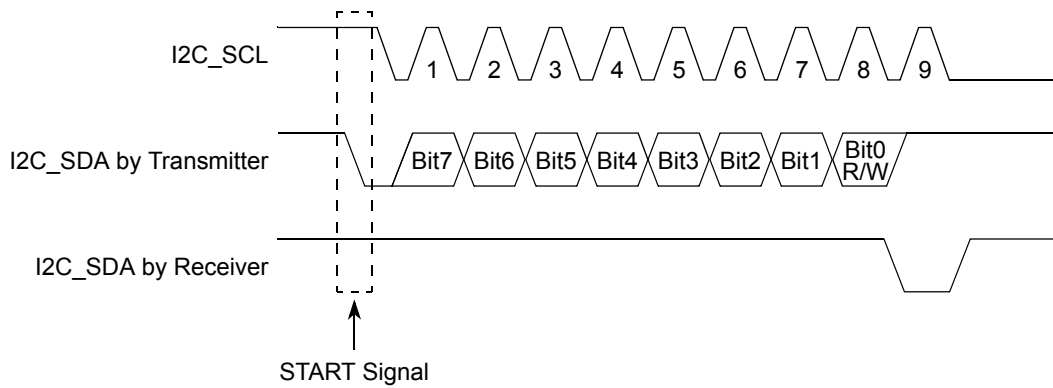 I2C_SCL
1 2 3 4 5 6 7 8 9
I2C_SDA by Transmitter
Bit7 Bit6 Bit5 Bit4 Bit3 Bit2 Bit1 Bit0
R/W
I2C_SDA by Receiver
START Signal